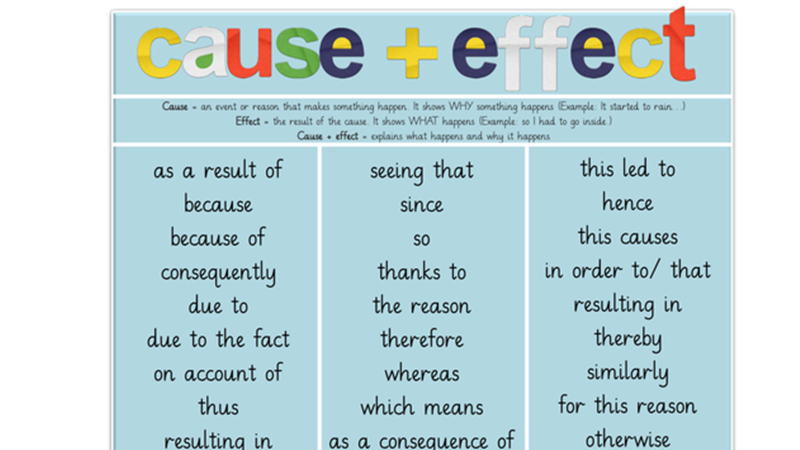 cause + effect
Cause = an event or reason that makes something happen. It shows WHY something happens (Example: It started to rain...)
Effect = the result of the cause. It shows WHAT happens (Example: so I had to go inside.)
Cause + effect = explains what happens and why it happens
as a result of
because
because of
consequently
due to
due to the fact
on account of
thus
resulting in
seeing that
since
so
thanks to
the reason
therefore
whereas
which means
as a consequence of
this led to
hence
this causes
in order to/ that
resulting in
thereby
similarly
for this reason
otherwise